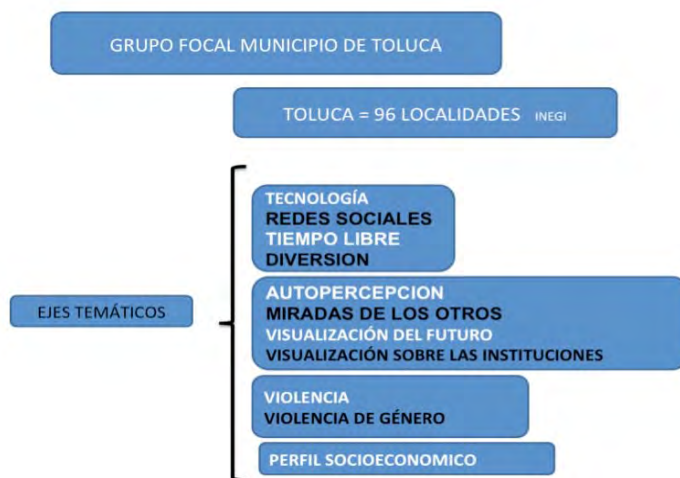 GRUPO FOCAL MUNICIPIO DE TOLUCA
TOLUCA = 96 LOCALIDADES INEGI
TECNOLOGÍA
REDES SOCIALES
TIEMPO LIBRE
DIVERSION
EJES TEMÁTICOS
AUTOPERCEPCION
MIRADAS DE LOS OTROS
VISUALIZACIÓN DEL FUTURO
VISUALIZACIÓN SOBRE LAS INSTITUCIONES
VIOLENCIA
VIOLENCIA DE GÉNERO
PERFIL SOCIOECONOMICO